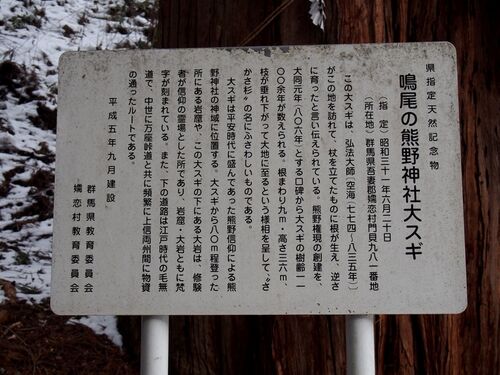 県指定天然記念物
鳴尾の熊野神社大スギ
（指　定）昭和三十一年六月二十日
（所在地）群馬県吾妻郡嬬恋村門貝九八一番地
この大スギは、弘法大師（空海・七七四－八三五年）
がこの地を訪れて、杖を立てたものに根が生え、逆さ
に育ったと言い伝えられている。熊野権現の創建を、
大同元年（八〇六年）とする口碑から大スギの樹齢一二
〇〇余年が数えられる。根まわり九ｍ・高さ三六ｍ、
枝が垂れ下がって大地に至るという様相を呈して〝さ
かさ杉〟の名にふさわしいものである。
大スギは平安時代に盛んであった熊野信仰による熊
野神社の神域に位置する。大スギから八〇ｍ程登った
所にある岩窟や、この大スギの下にある大岩は、修験
者が信仰の霊場とした所であり、岩窟・大岩ともに梵
字が刻まれている。また、下の道路は江戸時代の毛無
道で、中世に万座峠道と共に頻繁に上信両州間に物資
の通ったルートである。
平成五年九月建設
群馬県教育委員会
嬬恋村教育委員会